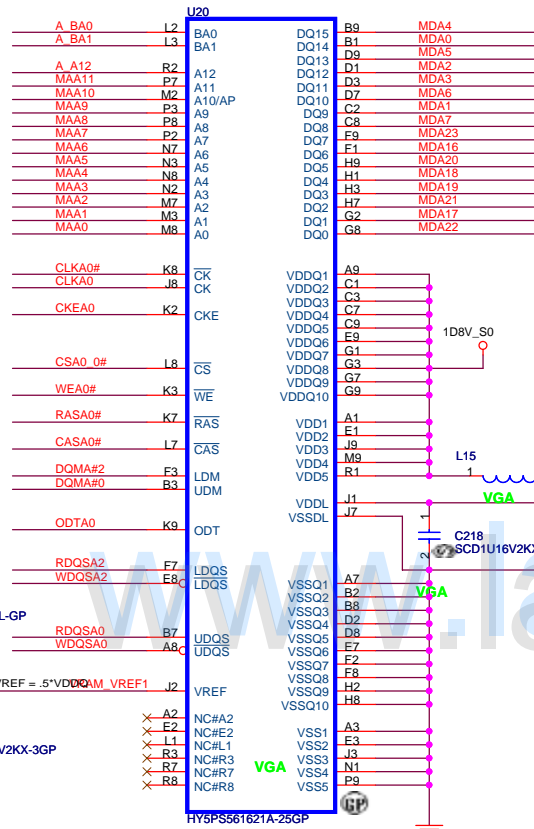 U20
A_BA0 L2 BA0 DQ15 B9 MDA4
A_BA1 L3 BA1 DQ14 B1 MDA0
DQ13 D9 MDA5
A_A12 R2 A12 DQ12 D1 MDA2
MAA11 P7 A11 DQ11 D3 MDA3
MAA10 M2 A10/AP DQ10 D7 MDA6
MAA9 P3 A9 DQ9 C2 MDA1
MAA8 P8 A8 DQ8 C8 MDA7
MAA7 P2 A7 DQ7 F9 MDA23
MAA6 N7 A6 DQ6 F1 MDA16
MAA5 N3 A5 DQ5 H9 MDA20
MAA4 N8 A4 DQ4 H1 MDA18
MAA3 N2 A3 DQ3 H3 MDA19
MAA2 M7 A2 DQ2 H7 MDA21
MAA1 M3 A1 DQ1 G2 MDA17
MAA0 M8 A0 DQ0 G8 MDA22
CLKA0# K8 CK VDDQ1 A9
CLKA0 J8 CK VDDQ2 C1
VDDQ3 C3
CKEA0 K2 CKE VDDQ4 C7
VDDQ5 C9
VDDQ6 E9
1D8V_S0
VDDQ7 G1
CSA0_0# L8 CS VDDQ8 G3
VDDQ9 G7
WEA0# K3 WE VDDQ10 G9
RASA0# K7 RAS VDD1 A1
VDD2 E1
CASA0# L7 CAS VDD3 J9
VDD4 M9
L15
DQMA#2 F3 LDM VDD5 R1 1
DQMA#0 B3 UDM
VGA
VDDL J1
VSSDL J7 1
ODTA0 K9 ODT
C218
SCD1U16V2KX
2
www.la
RDQSA2 F7 LDQS
WDQSA2 E8 LDQS VSSQ1 A7
VSSQ2 B2
VGA
VSSQ3 B8
L-GP
VSSQ4 D2
RDQSA0 B7 UDQS VSSQ5 D8
WDQSA0 A8 UDQS VSSQ6 E7
VSSQ7 F2
VSSQ8 F8
VREF = .5*VDDQ
RAM_VREF1 J2 VREF VSSQ9 H2
VSSQ10 H8
A2 NC#A2
E2 NC#E2 VSS1 A3
V2KX-3GP
L1 NC#L1 VSS2 E3
R3 NC#R3 VSS3 J3
R7 NC#R7 VGA VSS4 N1
R8 NC#R8 VSS5 P9
GP
HY5PS561621A-25GP